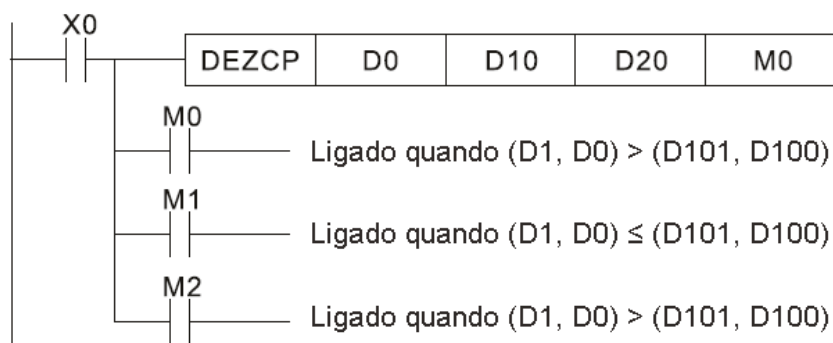 X0
DEZCP D0 D10 D20 M0
M0
Ligado quando (D1, D0) > (D101, D100)
M1
Ligado quando (D1, D0) ≤ (D101, D100)
M2
Ligado quando (D1, D0) > (D101, D100)